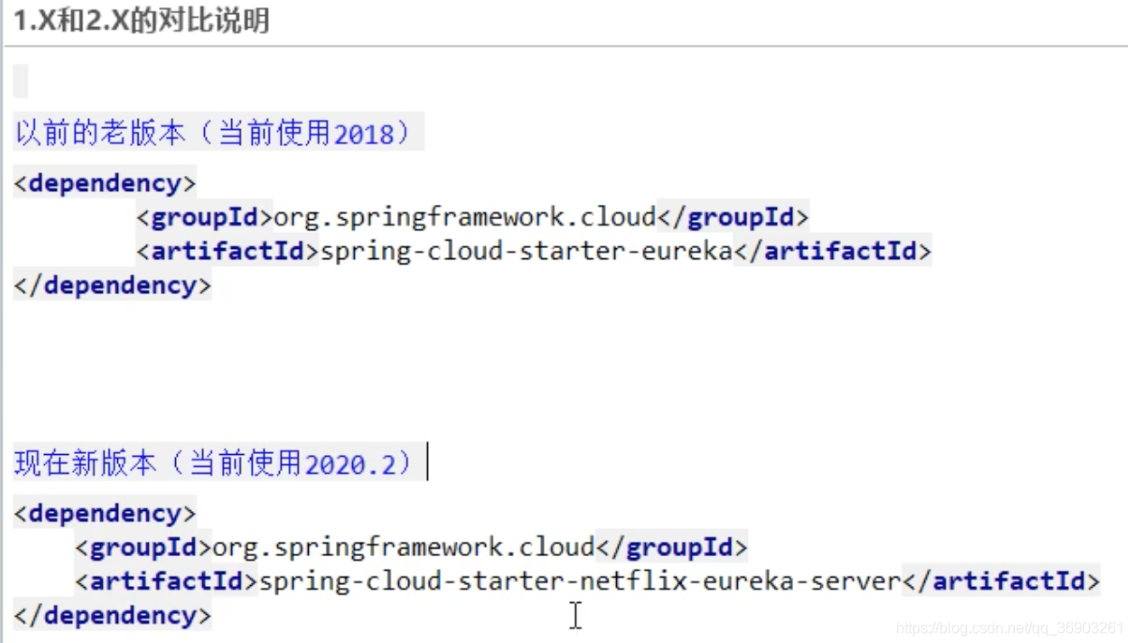 1.X和2.X的对比说明
以前的老版本（当前使用2018）
<dependency>
<groupId>org.springframework.cloud</groupId>
<artifactId>spring-cloud-starter-eureka</artifactId>
</dependency>
现在新版本（当前使用2020.2）
<dependency>
<groupId>org.springframework.cloud</groupId>
<artifactId>spring-cloud-starter-netflix-eureka-server</artifactId>
</dependency>
https://blog.csdn.net/qq_36903261